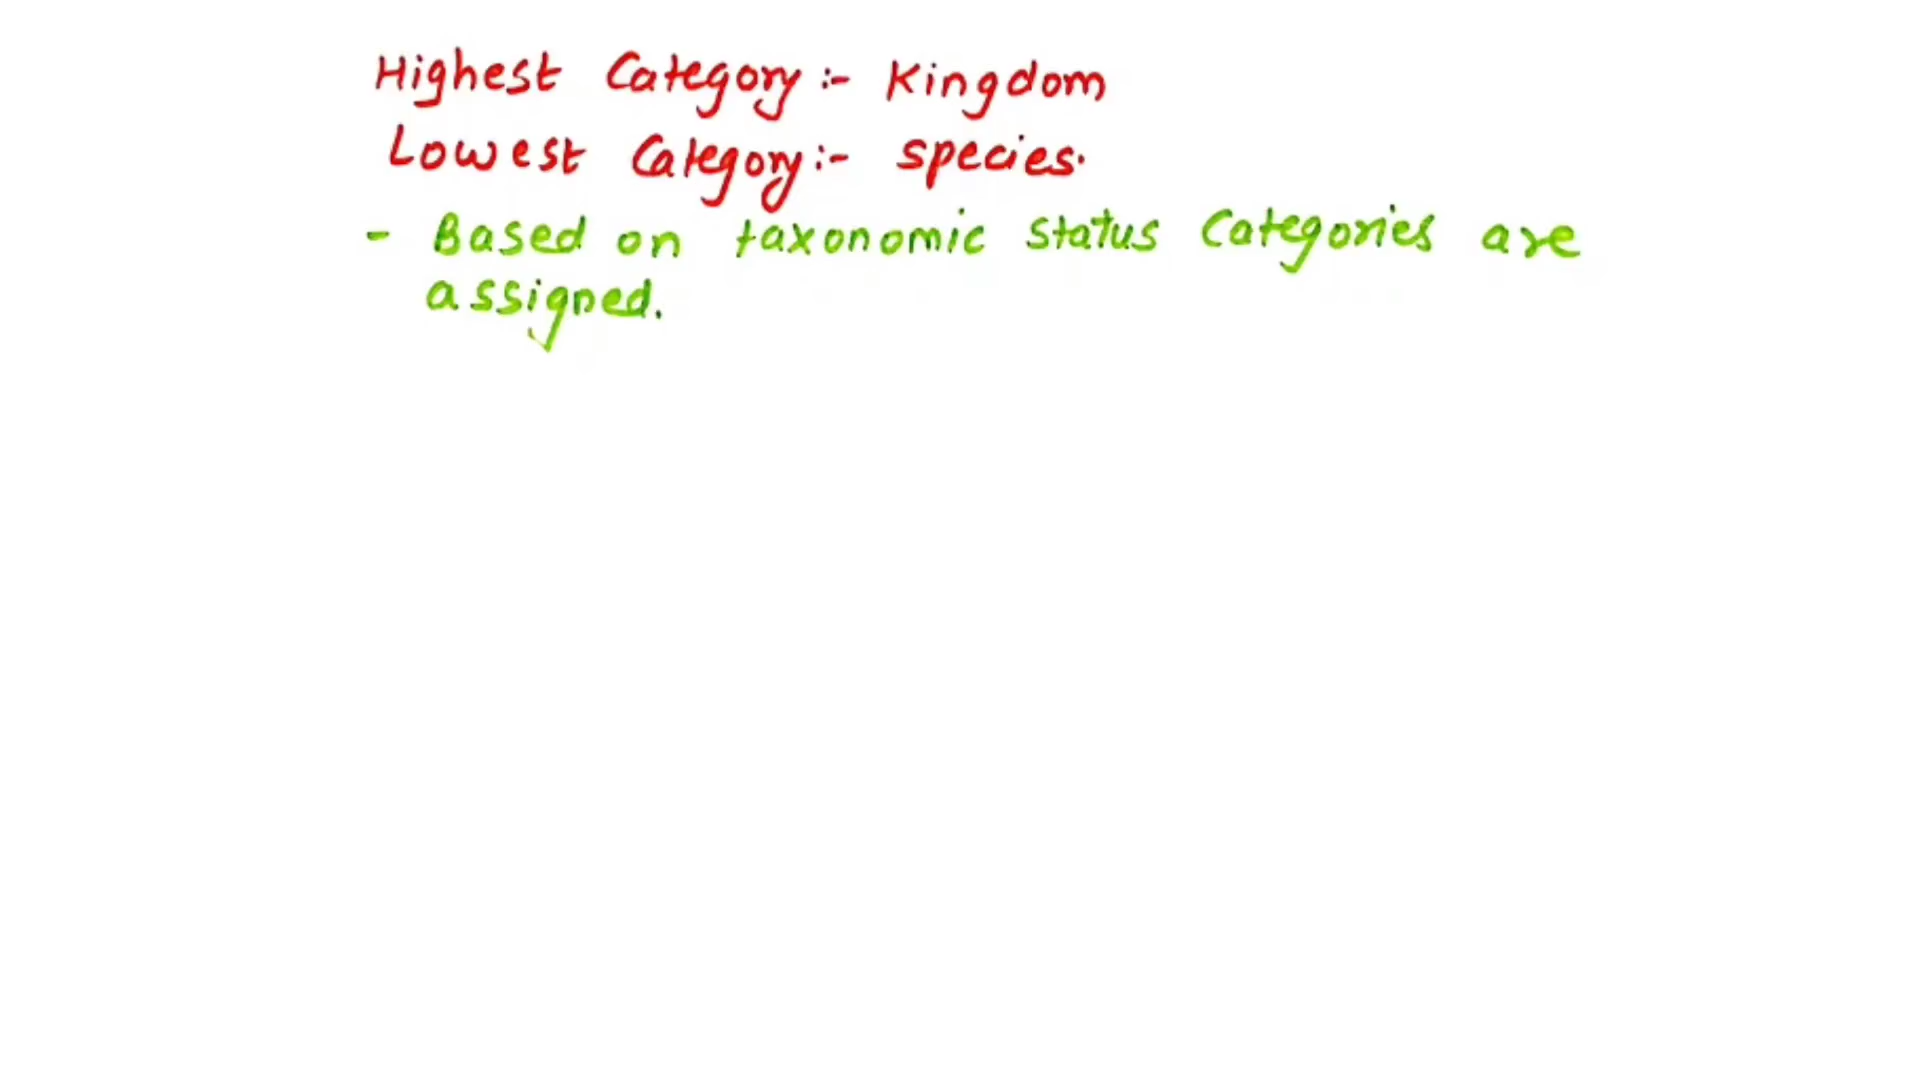 Highest Category :- Kingdom
Lowest Category :- species.
- Based on taxonomic status Categories are
assigned.